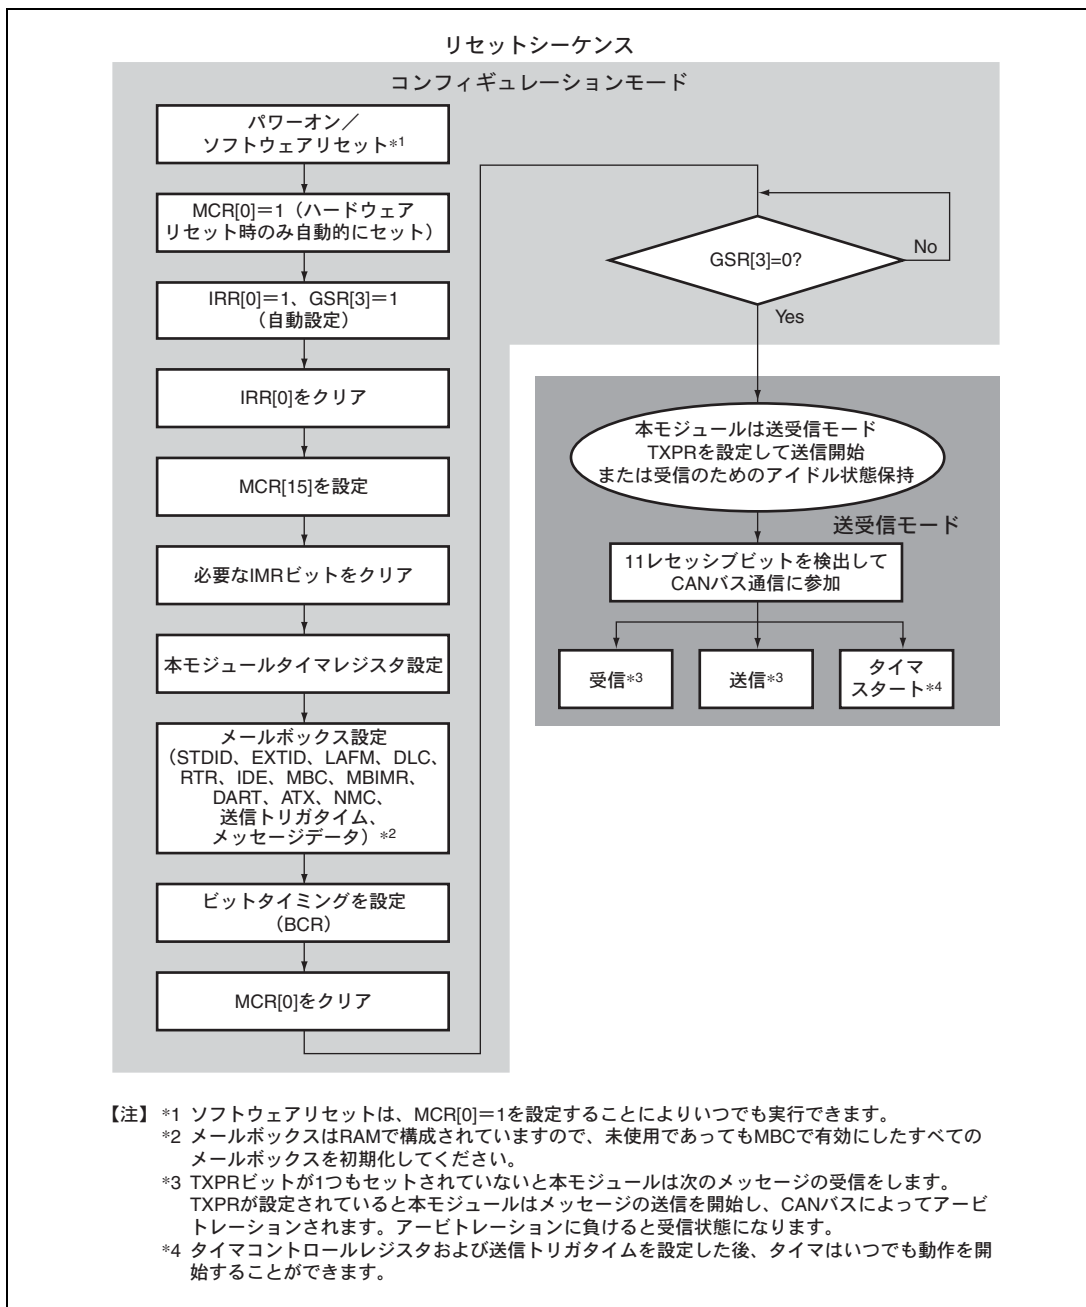 リセットシーケンス
コンフィギュレーションモード
パワーオン／
ソフトウェアリセット*1
MCR[0]＝1（ハードウェア
リセット時のみ自動的にセット）
IRR[0]＝1、GSR[3]＝1
（自動設定）
IRR[0]をクリア
MCR[15]を設定
必要なIMRビットをクリア
本モジュールタイマレジスタ設定
メールボックス設定
（STDID、EXTID、LAFM、DLC、
RTR、IDE、MBC、MBIMR、
DART、ATX、NMC、
送信トリガタイム、
メッセージデータ）*2
ビットタイミングを設定
（BCR）
MCR[0]をクリア
GSR[3]=0?
No
Yes
本モジュールは送受信モード
TXPRを設定して送信開始
または受信のためのアイドル状態保持
送受信モード
11レセッシブビットを検出して
CANバス通信に参加
受信*3
送信*3
タイマ
スタート*4
【注】 *1 ソフトウェアリセットは、MCR[0]＝1を設定することによりいつでも実行できます。
*2 メールボックスはRAMで構成されていますので、未使用であってもMBCで有効にしたすべての
メールボックスを初期化してください。
*3 TXPRビットが1つもセットされていないと本モジュールは次のメッセージの受信をします。
TXPRが設定されていると本モジュールはメッセージの送信を開始し、CANバスによってアービ
トレーションされます。アービトレーションに負けると受信状態になります。
*4 タイマコントロールレジスタおよび送信トリガタイムを設定した後、タイマはいつでも動作を開
始することができます。